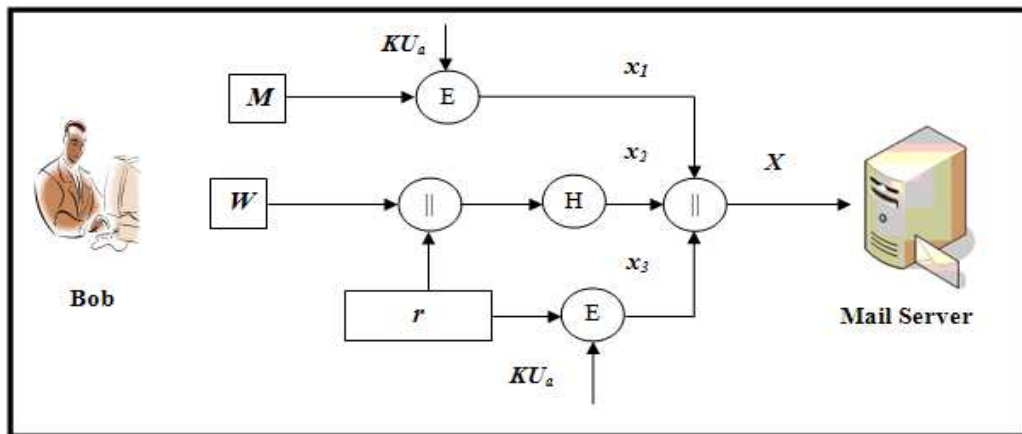 KUₐ
x₁
M
E
x₂
X
W
||
H
||
x₃
Bob
r
E
Mail Server
KUₐ